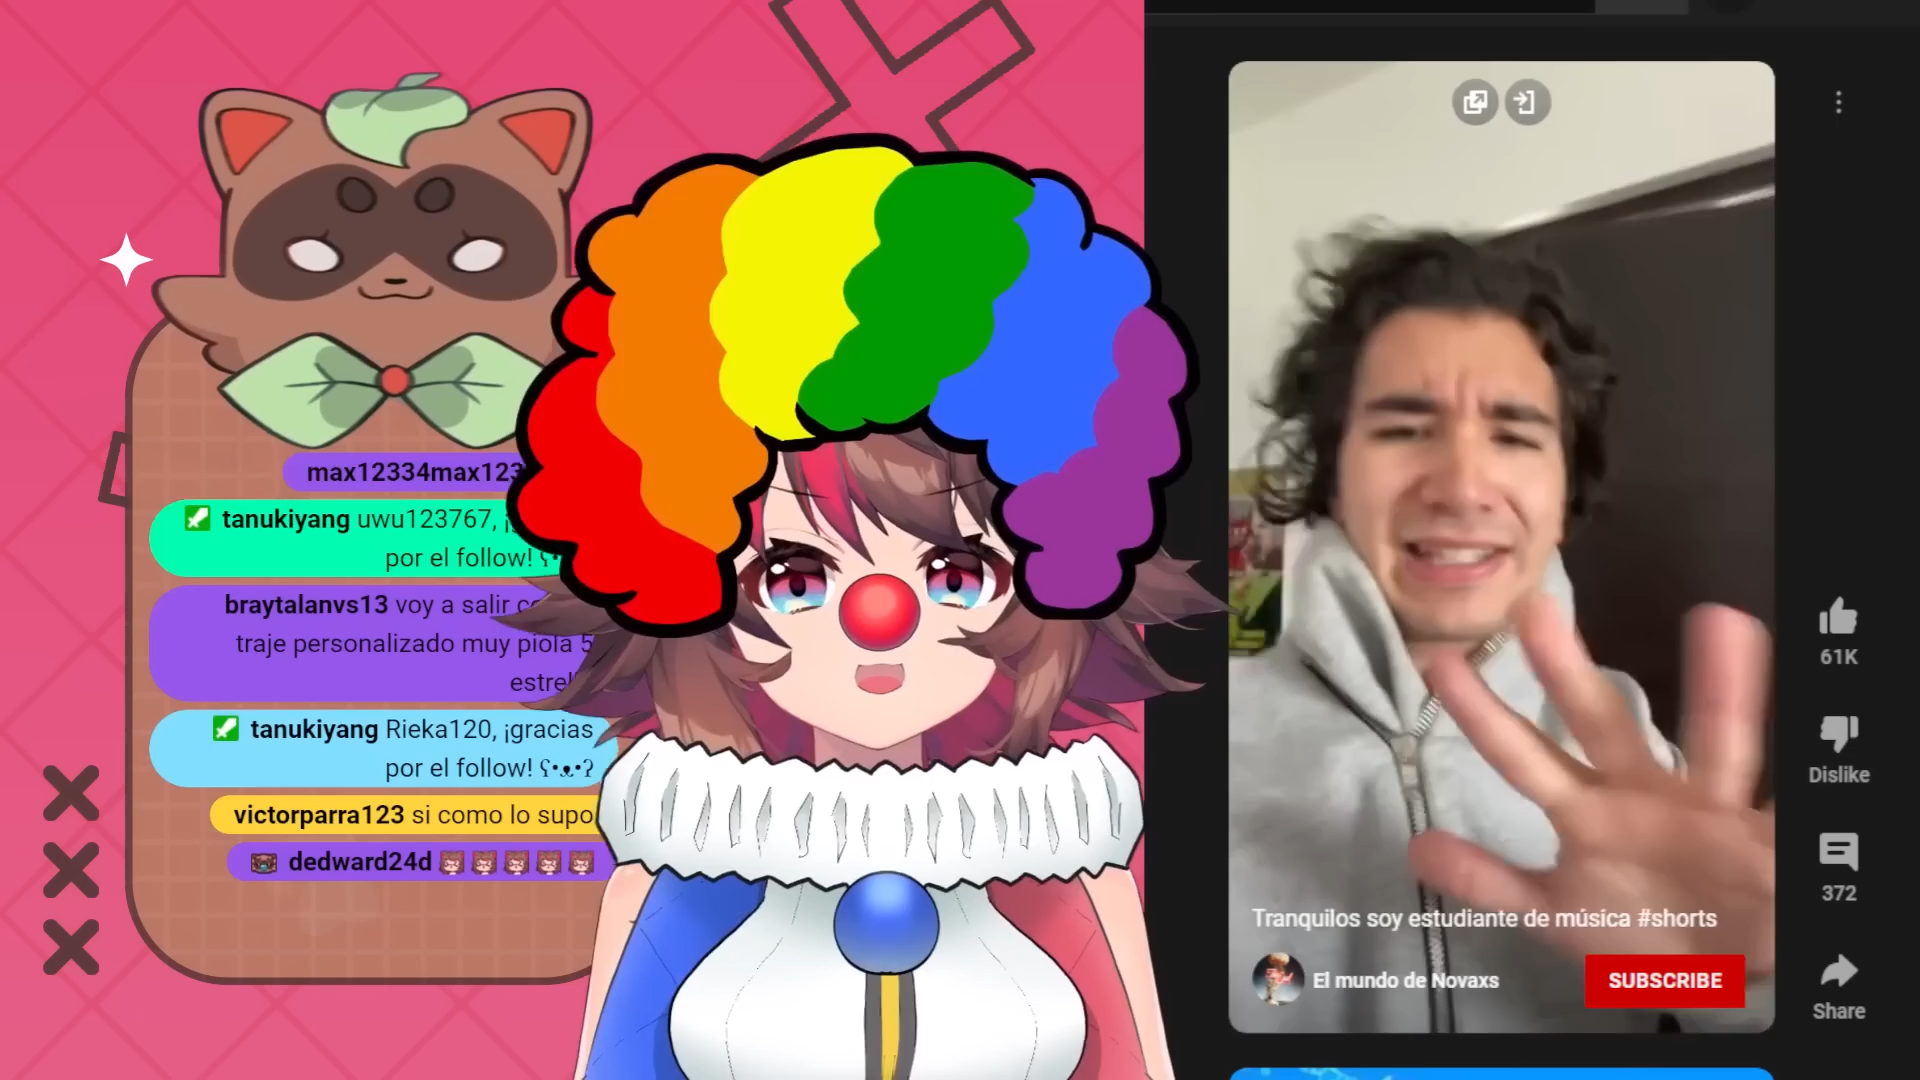 max12334max123
tanukiyang uwu123767,
por el follow!
braytalanvs13 voy a salir
traje personalizado muy piola 5
tanukiyang Rieka120, ¡gracias
por el follow! ʕ•ᴥ•ʔ
victorparra123 si como lo supo
dedward24d
Tranquilos soy estudiante de música #shorts
El mundo de Novaxs
SUBSCRIBE
61K
Dislike
372
Share